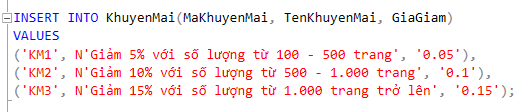 INSERT INTO KhuyenMai(MaKhuyenMai, TenKhuyenMai, GiaGiam)
VALUES
('KM1', N'Giảm 5% với số lượng từ 100 - 500 trang', '0.05'),
('KM2', N'Giảm 10% với số lượng từ 500 - 1.000 trang', '0.1'),
('KM3', N'Giảm 15% với số lượng từ 1.000 trang trở lên', '0.15');